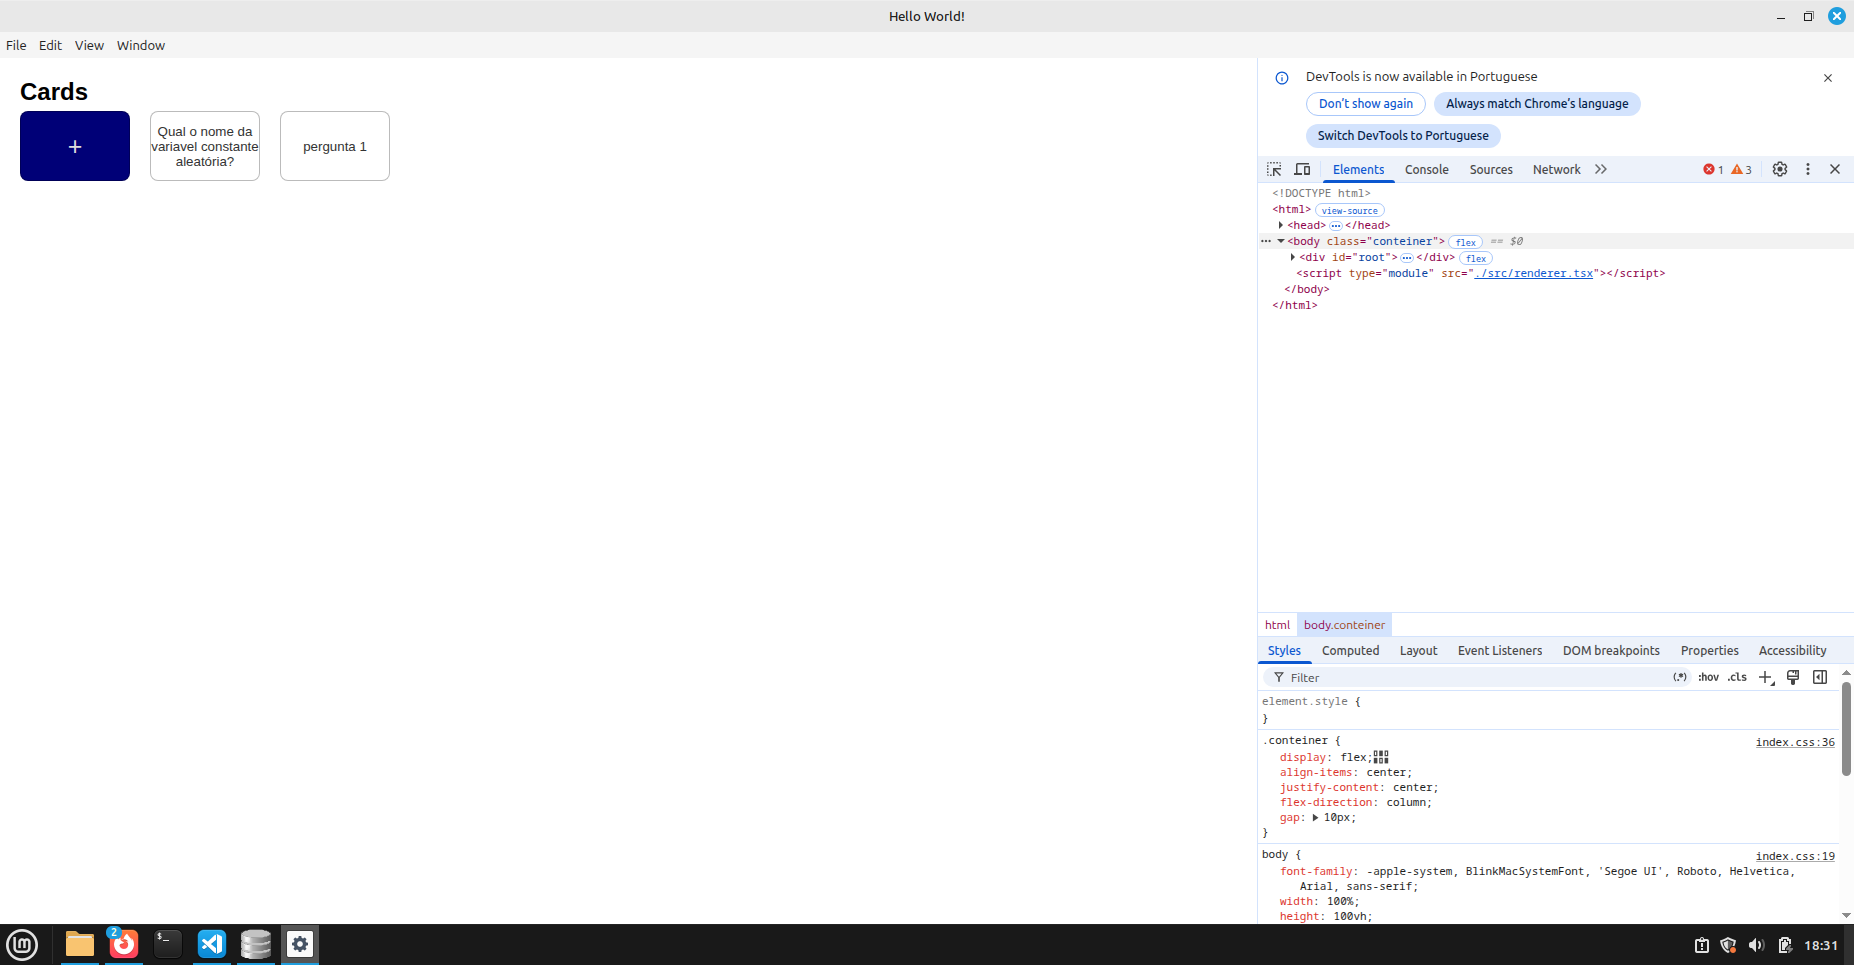 Hello World!
File Edit View Window
Cards
+
Qual o nome da
variavel constante
aleatória?
pergunta 1
DevTools is now available in Portuguese
Don't show again
Always match Chrome's language
Switch DevTools to Portuguese
Elements Console Sources Network 1 3
<!DOCTYPE html>
<html> view-source
<head> ··· </head>
··· <body class="conteiner"> flex == $0
<div id="root"> ··· </div> flex
<script type="module" src="./src/renderer.tsx"></script>
</body>
</html>
html body.conteiner
Styles Computed Layout Event Listeners DOM breakpoints Properties Accessibility
Filter (.*) :hov .cls
element.style {
}
.conteiner { index.css:36
display: flex;
align-items: center;
justify-content: center;
flex-direction: column;
gap: 10px;
}
body { index.css:19
font-family: -apple-system, BlinkMacSystemFont, 'Segoe UI', Roboto, Helvetica,
Arial, sans-serif;
width: 100%;
height: 100vh;
2
$_
18:31